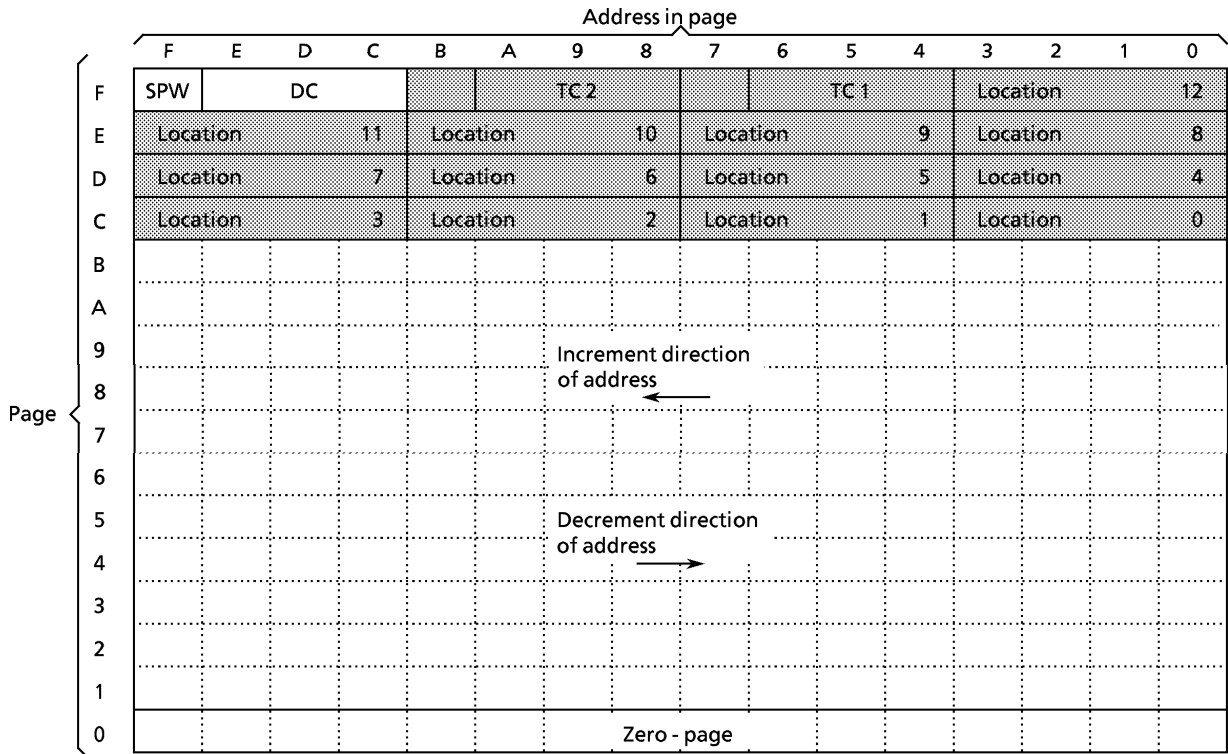 Address in page
F E D C B A 9 8 7 6 5 4 3 2 1 0
F SPW DC TC 2 TC 1 Location 12
E Location 11 Location 10 Location 9 Location 8
D Location 7 Location 6 Location 5 Location 4
C Location 3 Location 2 Location 1 Location 0
B
A
9 Increment direction
of address
8
Page
7
6
5 Decrement direction
of address
4
3
2
1
0 Zero - page